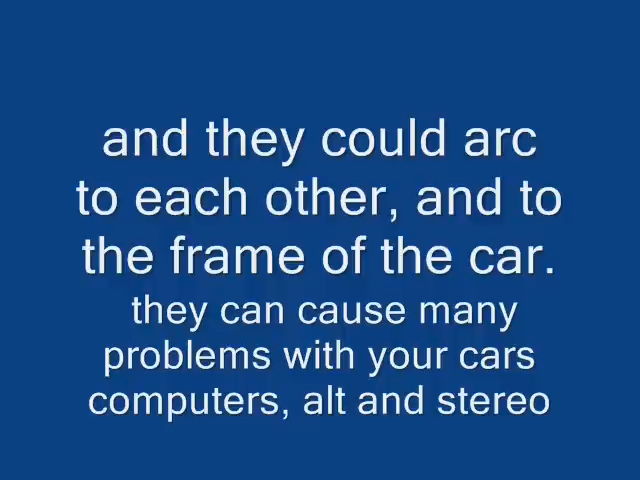 and they could arc
to each other, and to
the frame of the car.
they can cause many
problems with your cars
computers, alt and stereo